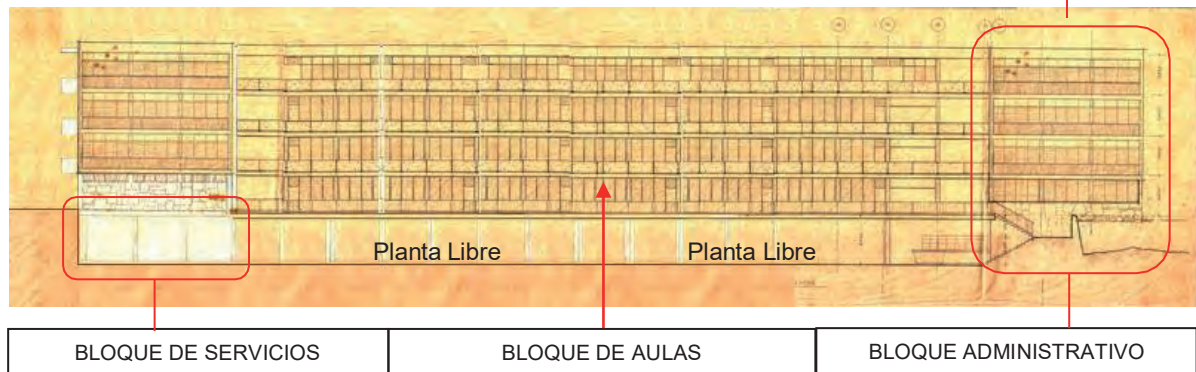 Planta Libre Planta Libre
BLOQUE DE SERVICIOS BLOQUE DE AULAS BLOQUE ADMINISTRATIVO